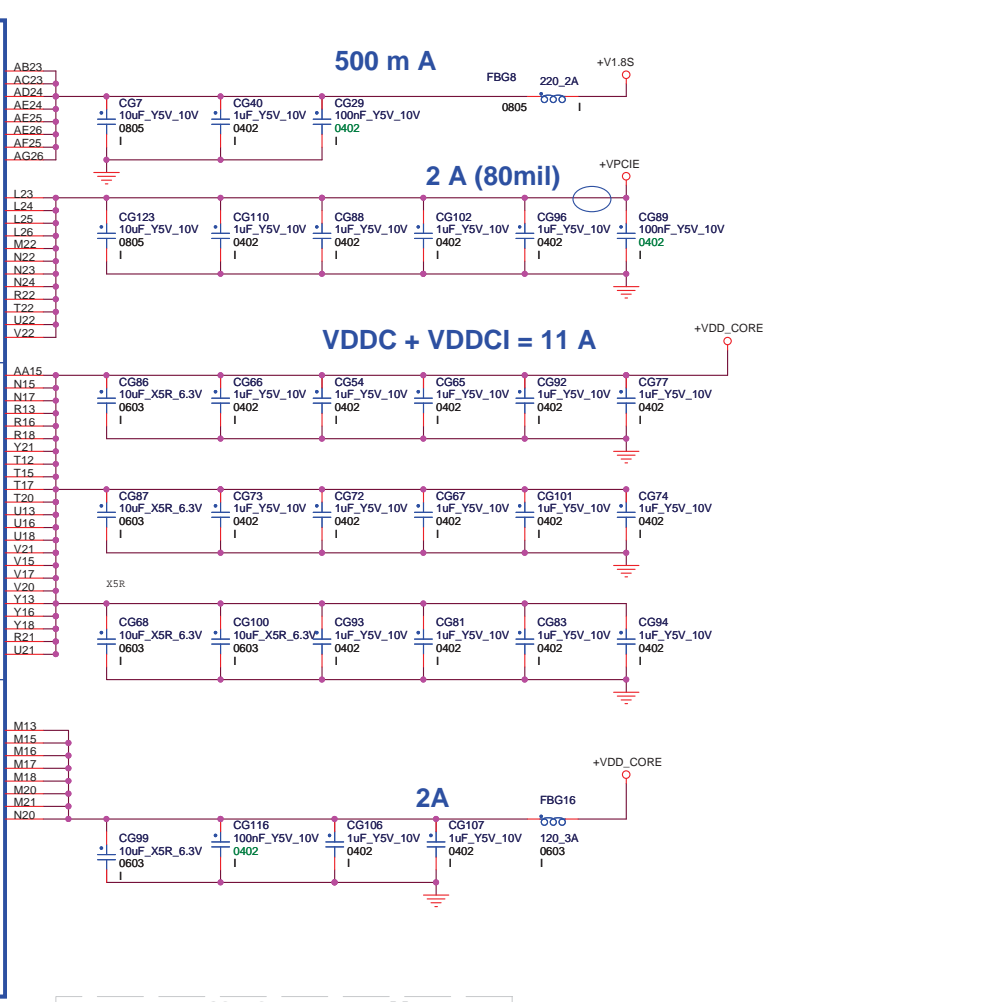 500 m A
+V1.8S
FBG8
220_2A
0805
I
AB23
AC23
AD24
AE24
AE25
AE26
AF25
AG26
CG7
10uF_Y5V_10V
0805
I
CG40
1uF_Y5V_10V
0402
I
CG29
100nF_Y5V_10V
0402
I
2 A (80mil)
+VPCIE
L23
L24
L25
L26
M22
N22
N23
N24
R22
T22
U22
V22
CG123
10uF_Y5V_10V
0805
I
CG110
1uF_Y5V_10V
0402
I
CG88
1uF_Y5V_10V
0402
I
CG102
1uF_Y5V_10V
0402
I
CG96
1uF_Y5V_10V
0402
I
CG89
100nF_Y5V_10V
0402
I
VDDC + VDDCI = 11 A
+VDD_CORE
AA15
N15
N17
R13
R16
R18
Y21
T12
T15
T17
T20
U13
U16
U18
V21
V15
V17
V20
Y13
Y16
Y18
R21
U21
CG86
10uF_X5R_6.3V
0603
I
CG66
1uF_Y5V_10V
0402
I
CG54
1uF_Y5V_10V
0402
I
CG65
1uF_Y5V_10V
0402
I
CG92
1uF_Y5V_10V
0402
I
CG77
1uF_Y5V_10V
0402
I
CG87
10uF_X5R_6.3V
0603
I
CG73
1uF_Y5V_10V
0402
I
CG72
1uF_Y5V_10V
0402
I
CG67
1uF_Y5V_10V
0402
I
CG101
1uF_Y5V_10V
0402
I
CG74
1uF_Y5V_10V
0402
I
X5R
CG68
10uF_X5R_6.3V
0603
I
CG100
10uF_X5R_6.3V
0603
I
CG93
1uF_Y5V_10V
0402
I
CG81
1uF_Y5V_10V
0402
I
CG83
1uF_Y5V_10V
0402
I
CG94
1uF_Y5V_10V
0402
I
M13
M15
M16
M17
M18
M20
M21
N20
2A
+VDD_CORE
FBG16
120_3A
0603
I
CG99
10uF_X5R_6.3V
0603
I
CG116
100nF_Y5V_10V
0402
I
CG106
1uF_Y5V_10V
0402
I
CG107
1uF_Y5V_10V
0402
I